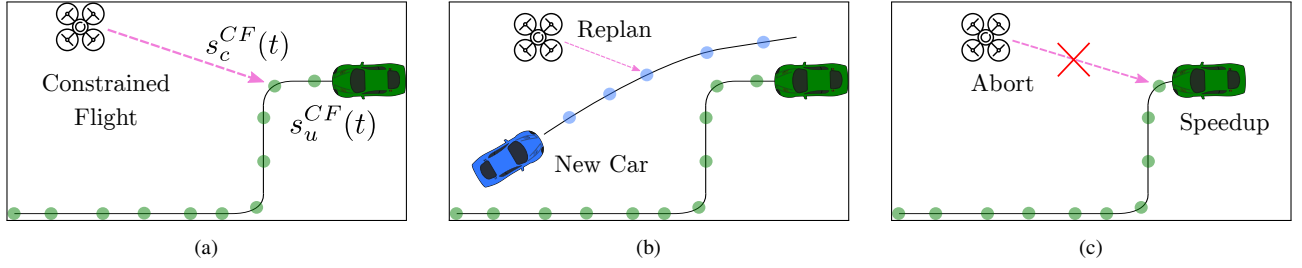 s_c^{CF}(t)
Constrained
Flight
s_u^{CF}(t)
(a)
Replan
New Car
(b)
Abort
Speedup
(c)